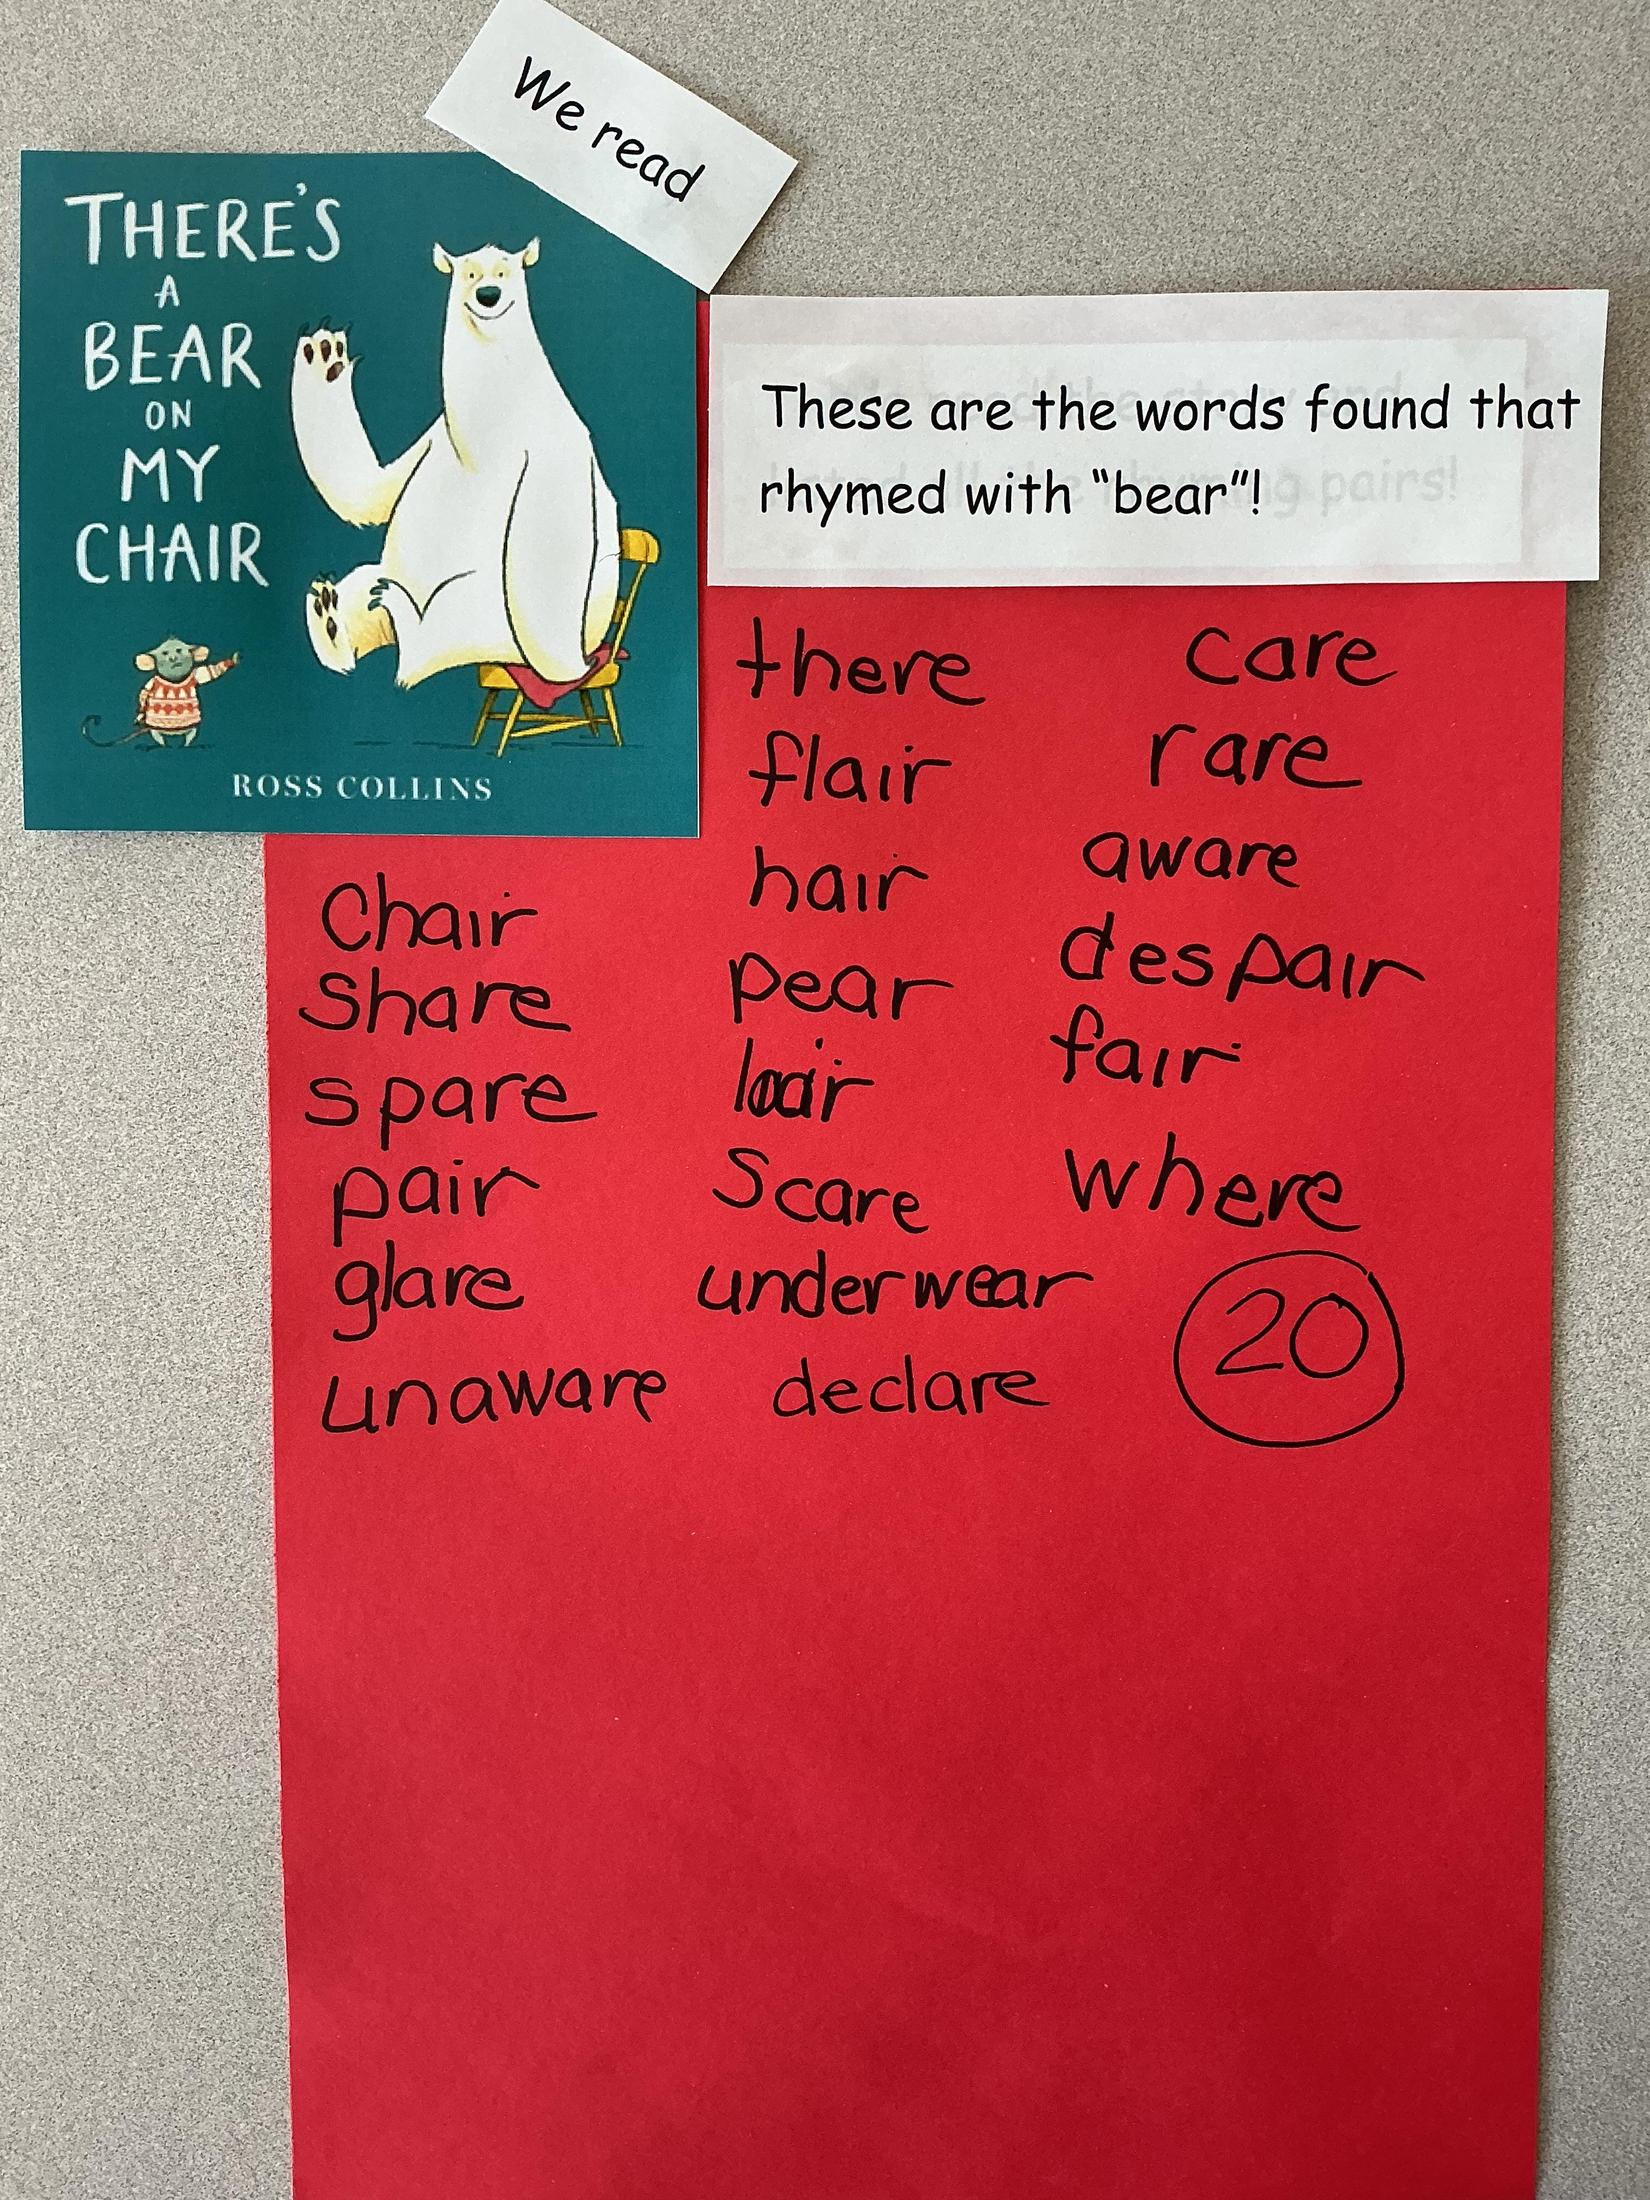 We read
THERE'S
A
BEAR
ON
MY
CHAIR
ROSS COLLINS
These are the words found that
rhymed with “bear”!
Chair
Share
spare
pair
glare
unaware
there
flair
hair
pear
lair
Scare
underwear
declare
care
rare
aware
despair
fair
where
20